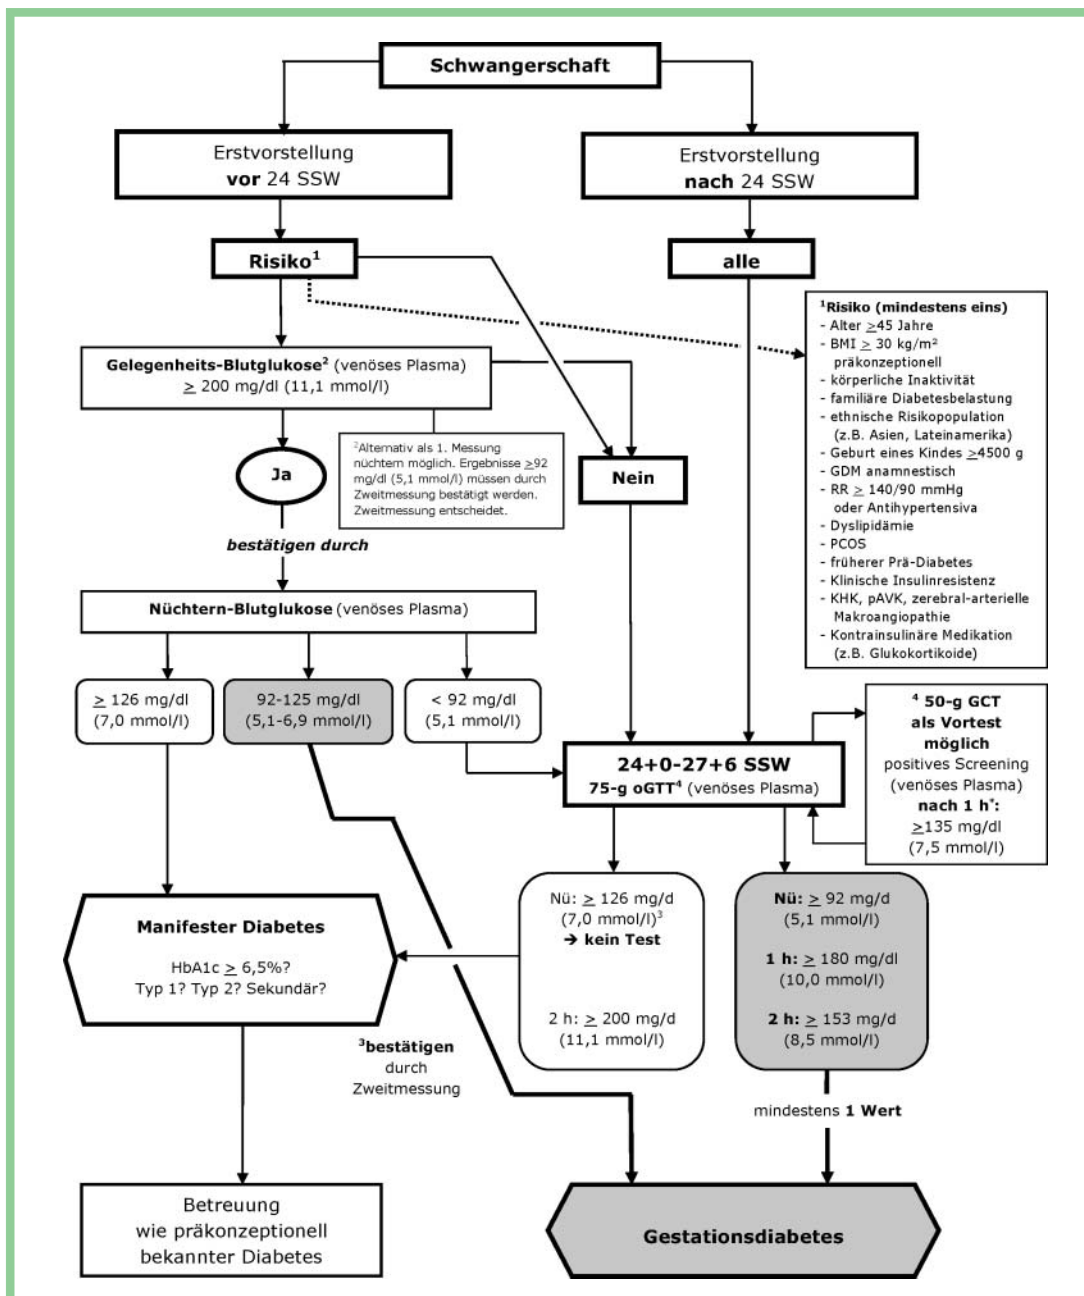 Schwangerschaft
Erstvorstellung
vor 24 SSW
Erstvorstellung
nach 24 SSW
Risiko¹
alle
¹Risiko (mindestens eins)
- Alter ≥45 Jahre
- BMI ≥ 30 kg/m²
präkonzeptionell
- körperliche Inaktivität
- familiäre Diabetesbelastung
- ethnische Risikopopulation
(z.B. Asien, Lateinamerika)
- Geburt eines Kindes ≥4500 g
- GDM anamnestisch
- RR ≥ 140/90 mmHg
oder Antihypertensiva
- Dyslipidämie
- PCOS
- früherer Prä-Diabetes
- Klinische Insulinresistenz
- KHK, pAVK, zerebral-arterielle
Makroangiopathie
- Kontrainsulinäre Medikation
(z.B. Glukokortikoide)
Gelegenheits-Blutglukose² (venöses Plasma)
≥ 200 mg/dl (11,1 mmol/l)
Ja
²Alternativ als 1. Messung
nüchtern möglich. Ergebnisse ≥92
mg/dl (5,1 mmol/l) müssen durch
Zweitmessung bestätigt werden.
Zweitmessung entscheidet.
Nein
bestätigen durch
Nüchtern-Blutglukose (venöses Plasma)
≥ 126 mg/dl
(7,0 mmol/l)
92-125 mg/dl
(5,1-6,9 mmol/l)
< 92 mg/dl
(5,1 mmol/l)
24+0-27+6 SSW
75-g oGTT⁴ (venöses Plasma)
⁴ 50-g GCT
als Vortest
möglich
positives Screening
(venöses Plasma)
nach 1 h*:
≥135 mg/dl
(7,5 mmol/l)
Nü: ≥ 126 mg/d
(7,0 mmol/l)³
→ kein Test
2 h: ≥ 200 mg/d
(11,1 mmol/l)
Nü: ≥ 92 mg/d
(5,1 mmol/l)
1 h: ≥ 180 mg/dl
(10,0 mmol/l)
2 h: ≥ 153 mg/d
(8,5 mmol/l)
Manifester Diabetes
HbA1c ≥ 6,5%?
Typ 1? Typ 2? Sekundär?
³bestätigen
durch
Zweitmessung
mindestens 1 Wert
Betreuung
wie präkonzeptionell
bekannter Diabetes
Gestationsdiabetes